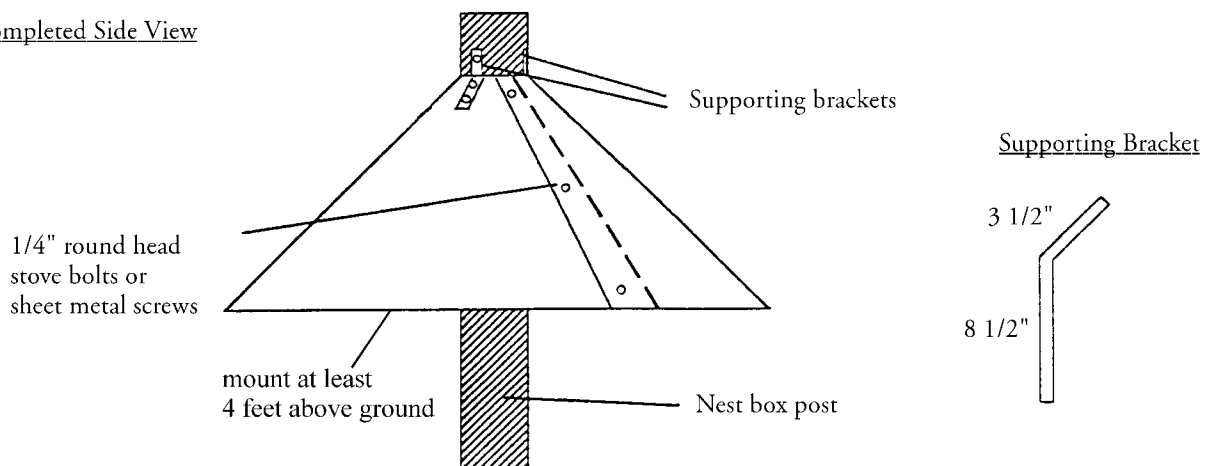 Side View
Supporting brackets
Supporting Bracket
3 1/2"
1/4" round head
stove bolts or
sheet metal screws
8 1/2"
mount at least
4 feet above ground
Nest box post